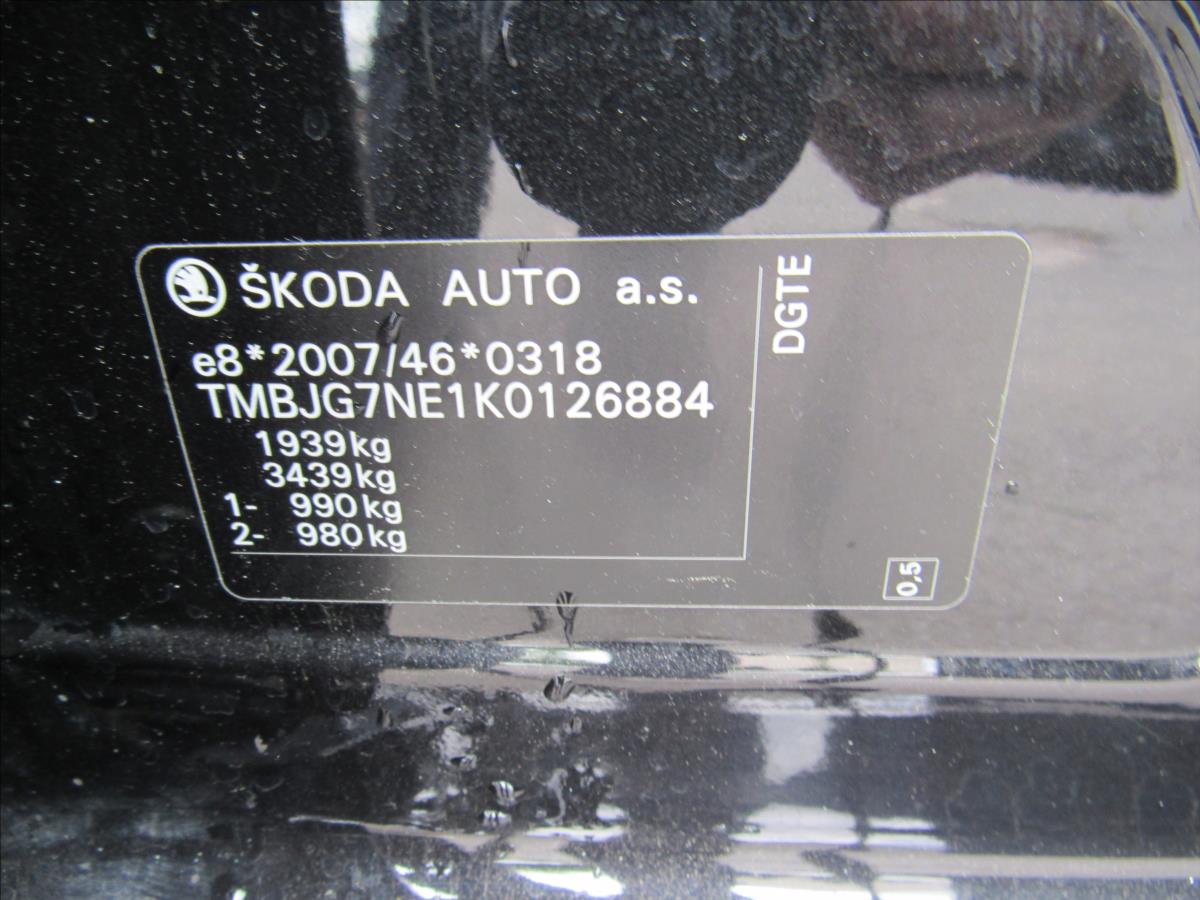 ŠKODA AUTO a.s.
e8*2007/46*0318
TMBJG7NE1K0126884
1939kg
3439kg
1- 990kg
2- 980kg
DGTE
0,5